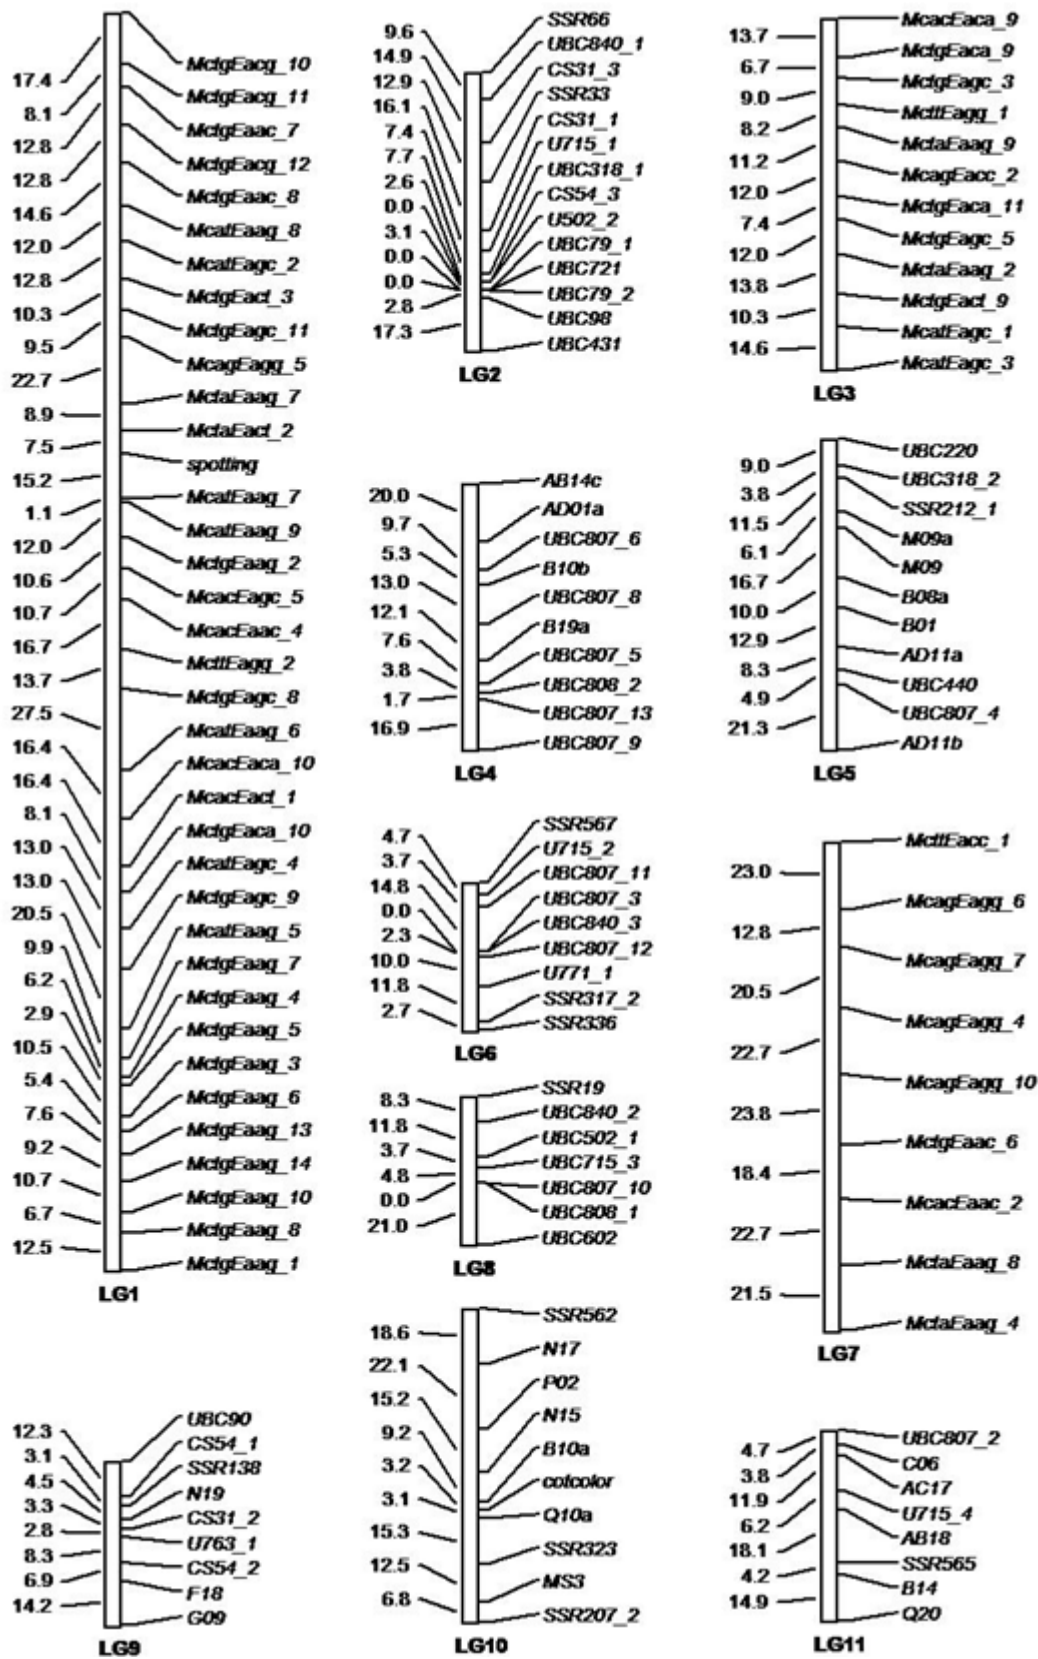 LG1
17.4
8.1
12.8
12.8
14.6
12.0
12.8
10.3
9.5
22.7
8.9
7.5
15.2
1.1
12.0
10.6
10.7
16.7
13.7
27.5
16.4
16.4
8.1
13.0
13.0
20.5
9.9
6.2
2.9
10.5
5.4
7.6
9.2
10.7
6.7
12.5
MctgEacg_10
MctgEacg_11
MctgEaac_7
MctgEacg_12
MctgEaac_8
McatEaag_8
McatEagc_2
MctgEact_3
MctgEagc_11
McagEagg_5
MctaEaag_7
MctaEact_2
spotting
McatEaag_7
McatEaag_9
MctgEagg_2
McacEagc_5
McacEaac_4
McttEagg_2
MctgEagc_8
McatEaag_6
McacEaca_10
McacEact_1
MctgEaca_10
McatEagc_4
MctgEagc_9
McatEaag_5
MctgEaag_7
MctgEaag_4
MctgEaag_5
MctgEaag_3
MctgEaag_6
MctgEaag_13
MctgEaag_14
MctgEaag_10
MctgEaag_8
MctgEaag_1
9.6
14.9
12.9
16.1
7.4
7.7
2.6
0.0
3.1
0.0
0.0
2.8
17.3
SSR66
UBC840_1
CS31_3
SSR33
CS31_1
U715_1
UBC318_1
CS54_3
U502_2
UBC79_1
UBC721
UBC79_2
UBC98
UBC431
LG2
13.7
6.7
9.0
8.2
11.2
12.0
7.4
12.0
13.8
10.3
14.6
McacEaca_9
MctgEaca_9
MctgEagc_3
McttEagg_1
MctaEaag_9
McagEacc_2
MctgEaca_11
MctgEagc_5
MctaEaag_2
MctgEact_9
McatEagc_1
McatEagc_3
LG3
20.0
9.7
5.3
13.0
12.1
7.6
3.8
1.7
16.9
AB14c
AD01a
UBC807_6
B10b
UBC807_8
B19a
UBC807_5
UBC808_2
UBC807_13
UBC807_9
LG4
9.0
3.8
11.5
6.1
16.7
10.0
12.9
8.3
4.9
21.3
UBC220
UBC318_2
SSR212_1
M09a
M09
B08a
B01
AD11a
UBC440
UBC807_4
AD11b
LG5
4.7
3.7
14.8
0.0
2.3
10.0
11.8
2.7
SSR567
U715_2
UBC807_11
UBC807_3
UBC840_3
UBC807_12
U771_1
SSR317_2
SSR336
LG6
23.0
12.8
20.5
22.7
23.8
18.4
22.7
21.5
McttEacc_1
McagEagg_6
McagEagg_7
McagEagg_4
McagEagg_10
MctgEaac_6
McacEaac_2
MctaEaag_8
MctaEaag_4
LG7
8.3
11.8
3.7
4.8
0.0
21.0
SSR19
UBC840_2
UBC502_1
UBC715_3
UBC807_10
UBC808_1
UBC602
LG8
12.3
3.1
4.5
3.3
2.8
8.3
6.9
14.2
UBC90
CS54_1
SSR138
N19
CS31_2
U763_1
CS54_2
F18
G09
LG9
18.6
22.1
15.2
9.2
3.2
3.1
15.3
12.5
6.8
SSR562
N17
P02
N15
B10a
cotcolor
Q10a
SSR323
MS3
SSR207_2
LG10
4.7
3.8
11.9
6.2
18.1
4.2
14.9
UBC807_2
C06
AC17
U715_4
AB18
SSR565
B14
Q20
LG11